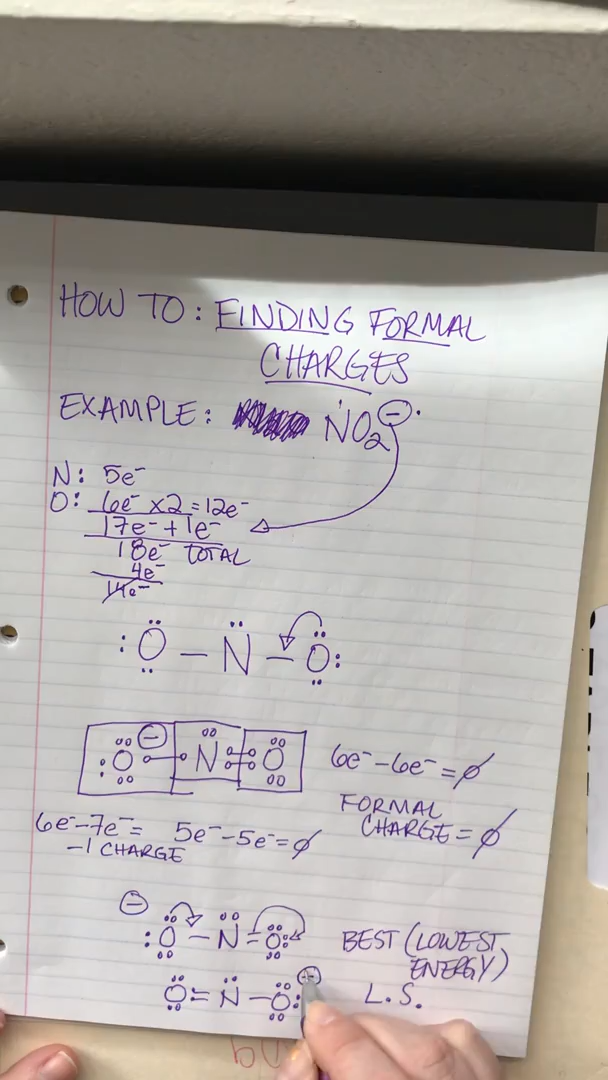 HOW TO: FINDING FORMAL
CHARGES
EXAMPLE: NO₂⊖
N: 5e⁻
O: 6e⁻ x2 = 12e⁻
17e⁻ + 1e⁻
18e⁻ TOTAL
4e⁻
14e⁻
:O — N — O:
⊖
:O — N = O
6e⁻ - 6e⁻ = ∅
FORMAL
CHARGE = ∅
6e⁻ - 7e⁻ =
-1 CHARGE
5e⁻ - 5e⁻ = ∅
⊖
:O — N = O:
BEST (LOWEST
ENERGY)
O = N — O: ⊖
L.S.